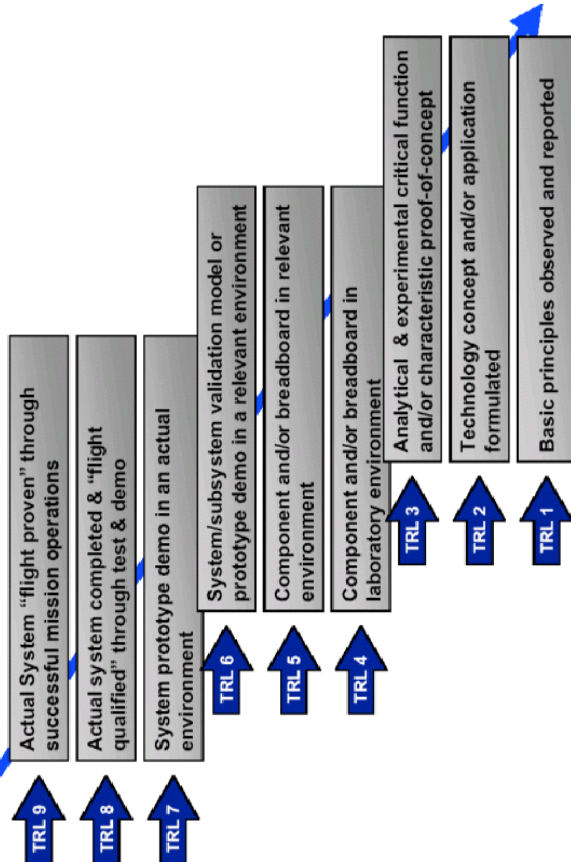 TRL 9
Actual System “flight proven” through
successful mission operations
TRL 8
Actual system completed & “flight
qualified” through test & demo
TRL 7
System prototype demo in an actual
environment
TRL 6
System/subsystem validation model or
prototype demo in a relevant environment
TRL 5
Component and/or breadboard in relevant
environment
TRL 4
Component and/or breadboard in
laboratory environment
TRL 3
Analytical & experimental critical function
and/or characteristic proof-of-concept
TRL 2
Technology concept and/or application
formulated
TRL 1
Basic principles observed and reported